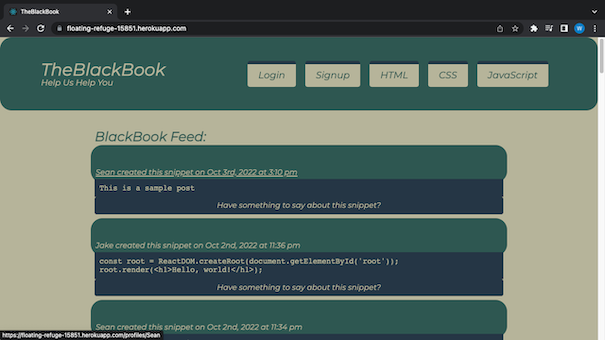 TheBlackBook
floating-refuge-15851.herokuapp.com
W
TheBlackBook
Help Us Help You
Login
Signup
HTML
CSS
JavaScript
BlackBook Feed:
Sean created this snippet on Oct 3rd, 2022 at 3:10 pm
This is a sample post
Have something to say about this snippet?
Jake created this snippet on Oct 2nd, 2022 at 11:36 pm
const root = ReactDOM.createRoot(document.getElementById('root'));
root.render(<h1>Hello, world!</h1>);
Have something to say about this snippet?
Sean created this snippet on Oct 2nd, 2022 at 11:34 pm
https://floating-refuge-15851.herokuapp.com/profiles/Sean